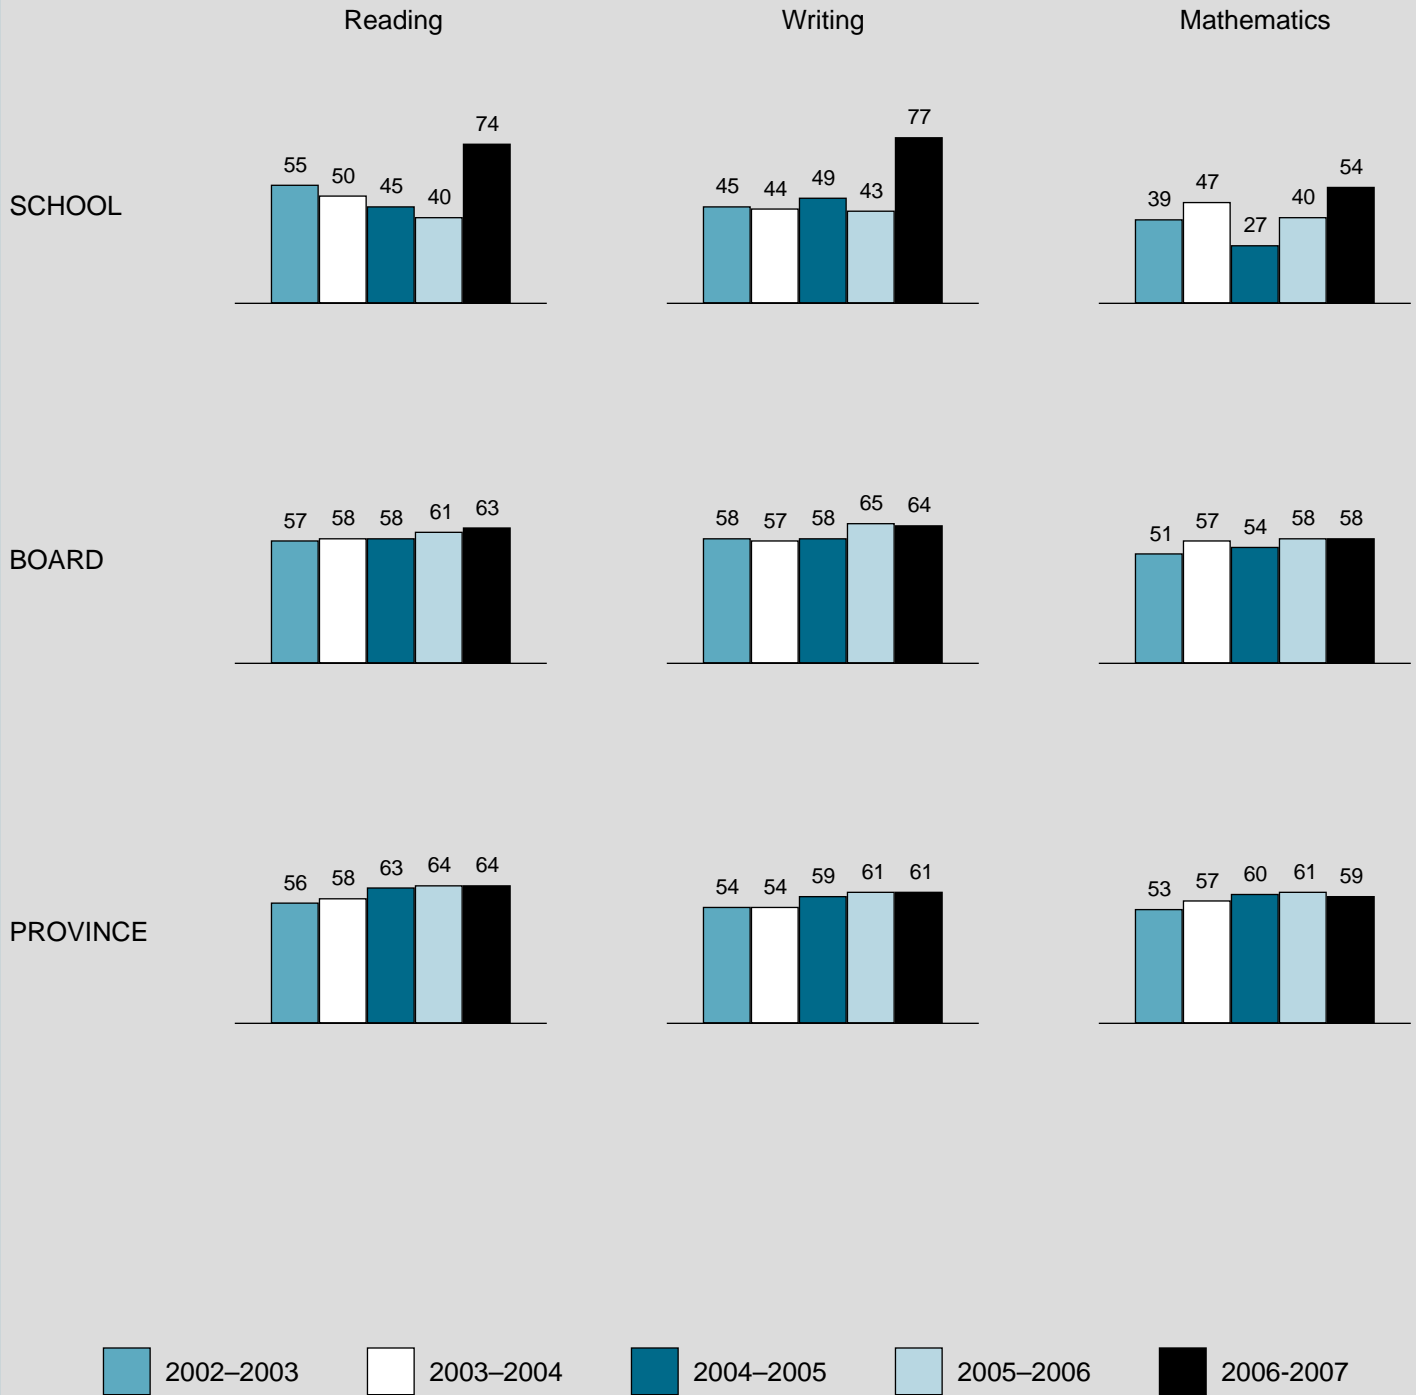 Reading Writing Mathematics
SCHOOL
55 50 45 40 74
45 44 49 43 77
39 47 27 40 54
BOARD
57 58 58 61 63
58 57 58 65 64
51 57 54 58 58
PROVINCE
56 58 63 64 64
54 54 59 61 61
53 57 60 61 59
2002–2003 2003–2004 2004–2005 2005–2006 2006-2007